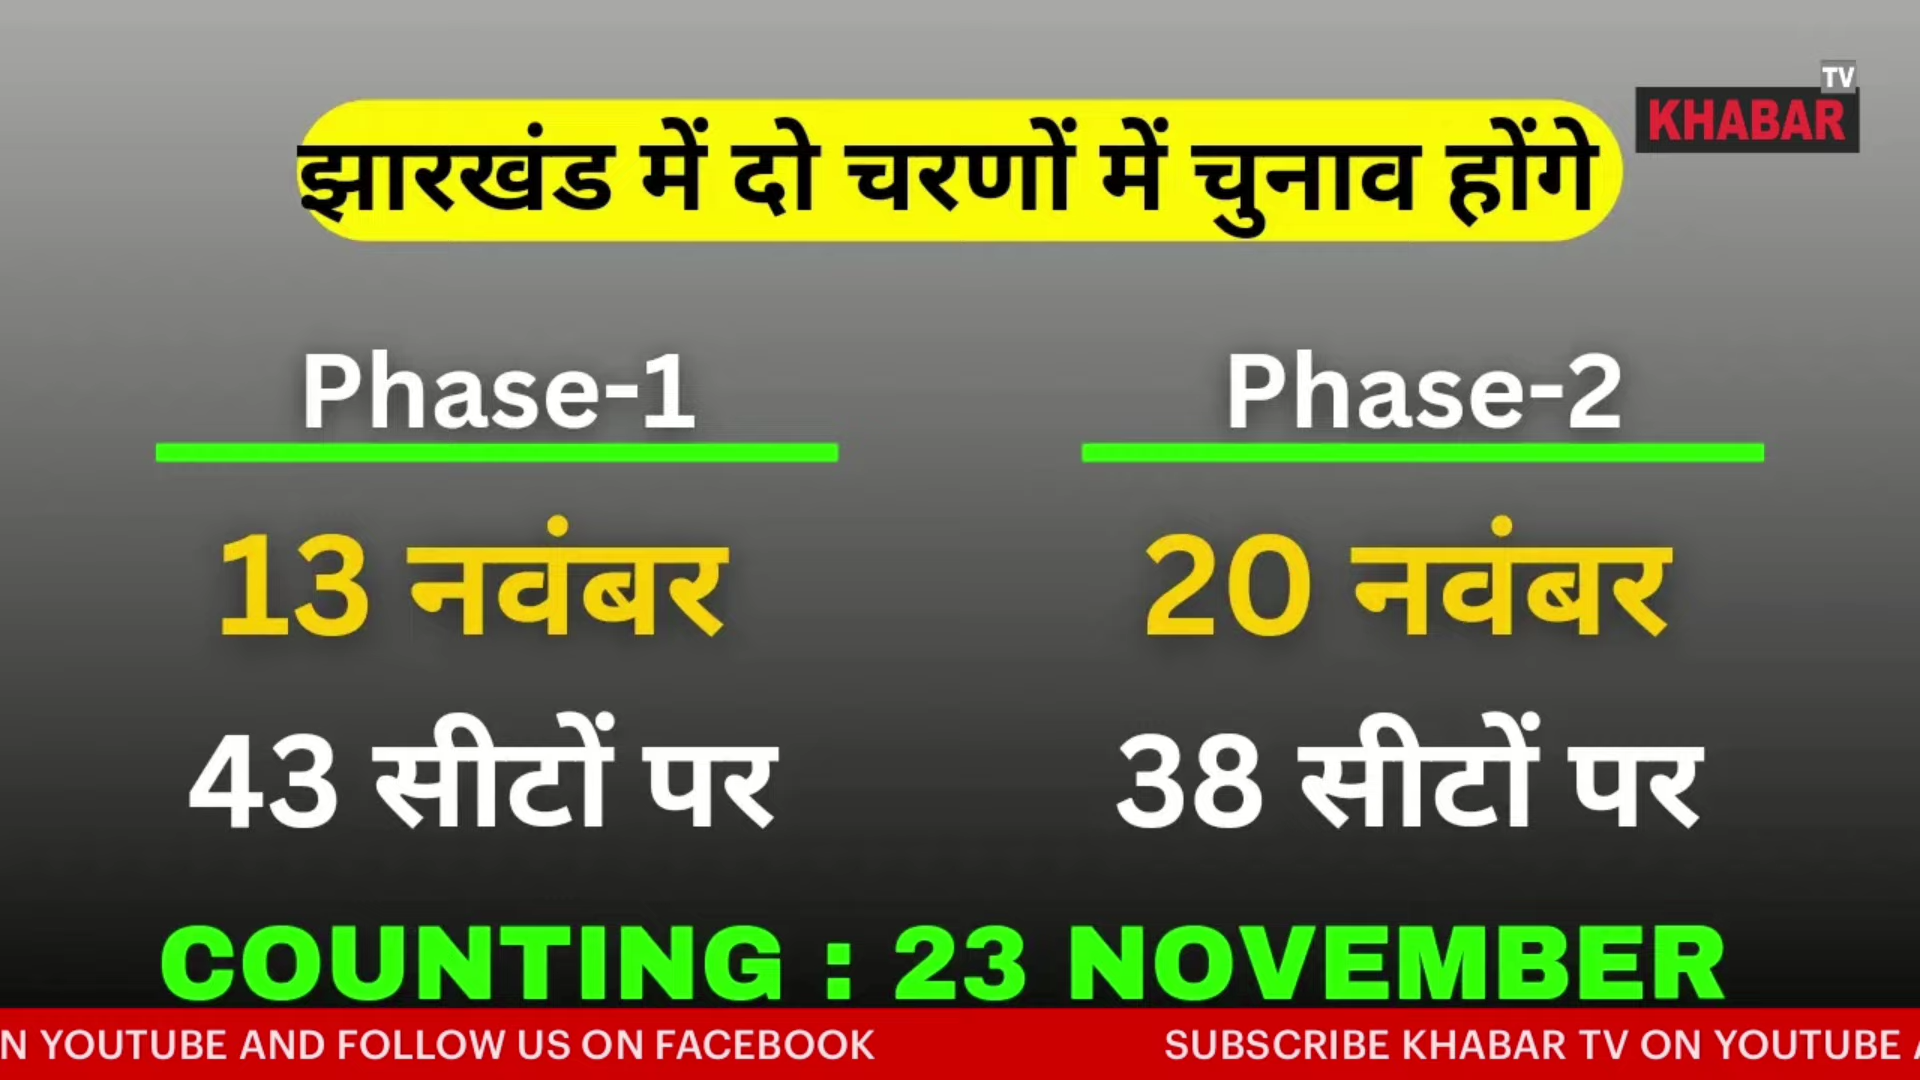 TV
KHABAR
झारखंड में दो चरणों में चुनाव होंगे
Phase-1
13 नवंबर
43 सीटों पर
Phase-2
20 नवंबर
38 सीटों पर
COUNTING : 23 NOVEMBER
N YOUTUBE AND FOLLOW US ON FACEBOOK SUBSCRIBE KHABAR TV ON YOUTUBE